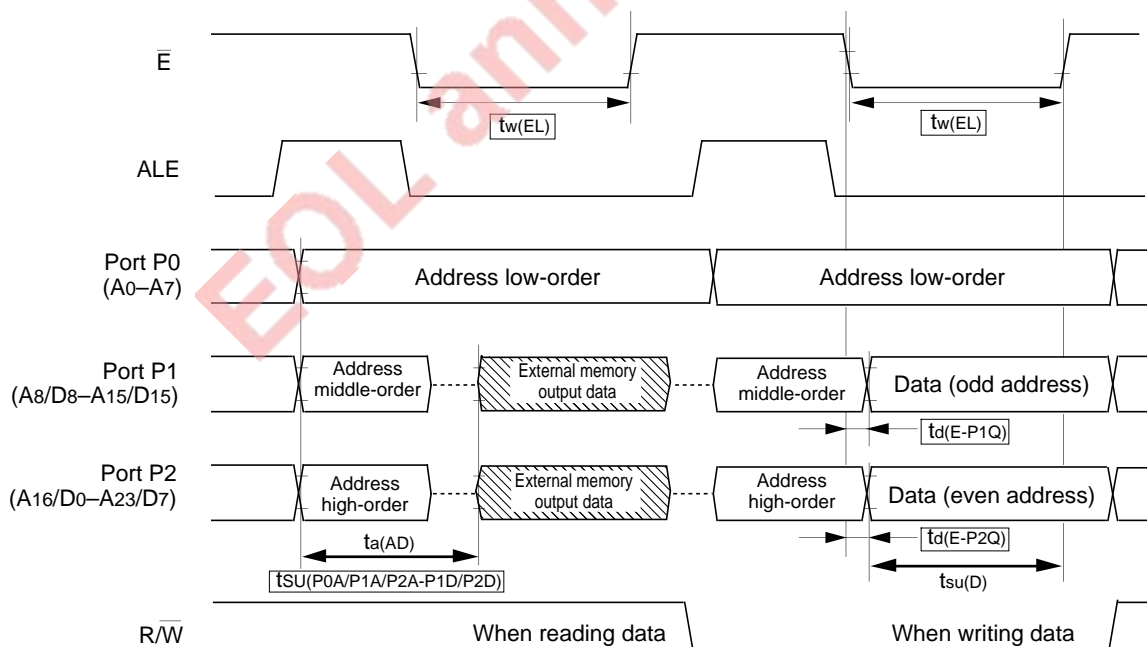 E
tw(EL)
tw(EL)
ALE
Port P0
(A0–A7)
Address low-order
Address low-order
Port P1
(A8/D8–A15/D15)
Address
middle-order
External memory
output data
Address
middle-order
Data (odd address)
td(E-P1Q)
Port P2
(A16/D0–A23/D7)
Address
high-order
External memory
output data
Address
high-order
Data (even address)
td(E-P2Q)
ta(AD)
tSU(P0A/P1A/P2A-P1D/P2D)
tsu(D)
R/W
When reading data
When writing data
EOL ann